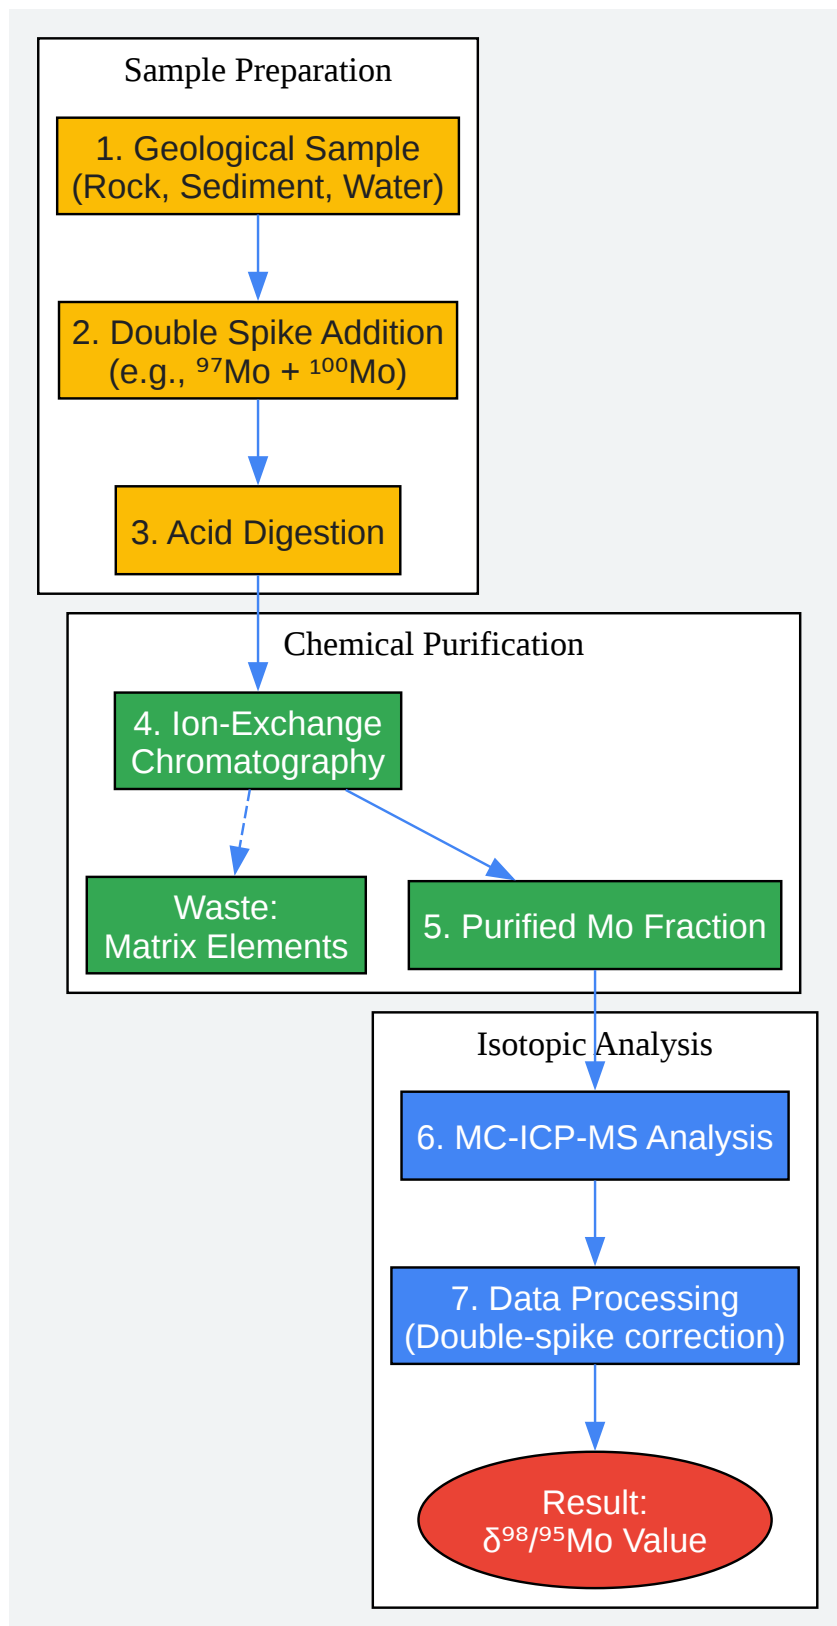 Sample Preparation
1. Geological Sample
(Rock, Sediment, Water)
2. Double Spike Addition
(e.g., ⁹⁷Mo + ¹⁰⁰Mo)
3. Acid Digestion
Chemical Purification
4. Ion-Exchange
Chromatography
Waste:
Matrix Elements
5. Purified Mo Fraction
Isotopic Analysis
6. MC-ICP-MS Analysis
7. Data Processing
(Double-spike correction)
Result:
δ⁹⁸/⁹⁵Mo Value